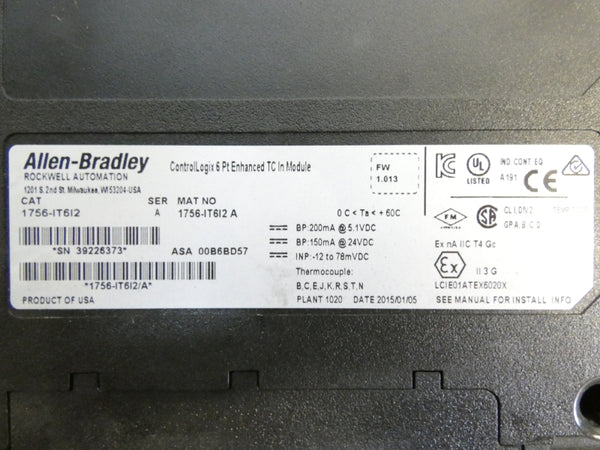 Allen-Bradley
ROCKWELL AUTOMATION
1201 S. 2nd St. Milwaukee, WI 53204-USA
CAT
1756-IT6I2
SER
A
ControlLogix 6 Pt Enhanced TC In Module
MAT NO
1756-IT6I2 A
FW
1.013
0 C < Ta < + 60C
BP: 200mA @ 5.1VDC
BP: 150mA @ 24VDC
INP: -12 to 78mVDC
*SN 39226373*
ASA 00B6BD57
*1756-IT6I2/A*
PRODUCT OF USA
Thermocouple:
B,C,E,J,K,R,S,T,N
PLANT 1020 DATE 2015/01/05
UL
LISTED
IND. CONT. EQ.
A191
CE
FM
APPROVED
SA
CL I, DIV 2
GP A, B, C, D
Ex nA IIC T4 Gc
Ex
II 3 G
LCIE01ATEX6020X
SEE MANUAL FOR INSTALL INFO